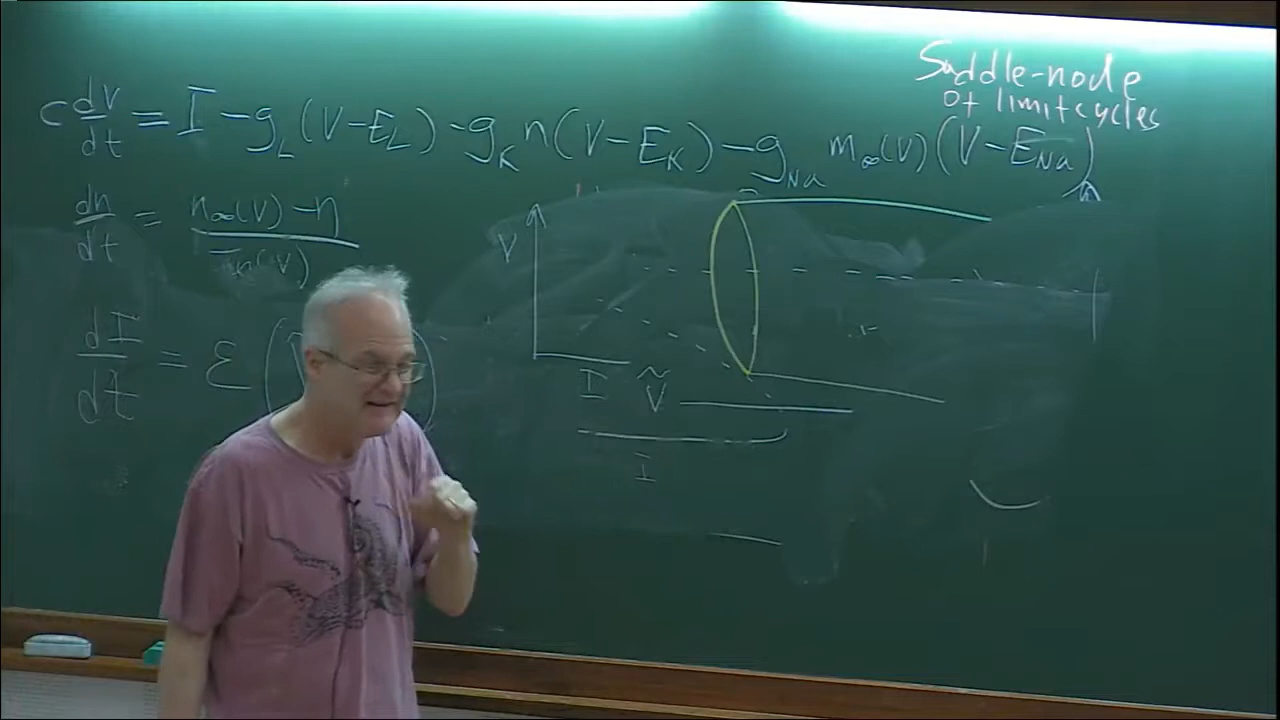 Saddle-node
of limit cycles
C dV/dt = I - g_L (V-E_L) - g_K n(V-E_K) - g_Na m_∞(V)(V-E_Na)
dn/dt = n_∞(V) - n / τ_n(V)
V
dI/dt = ε (
I
Ṽ
İ